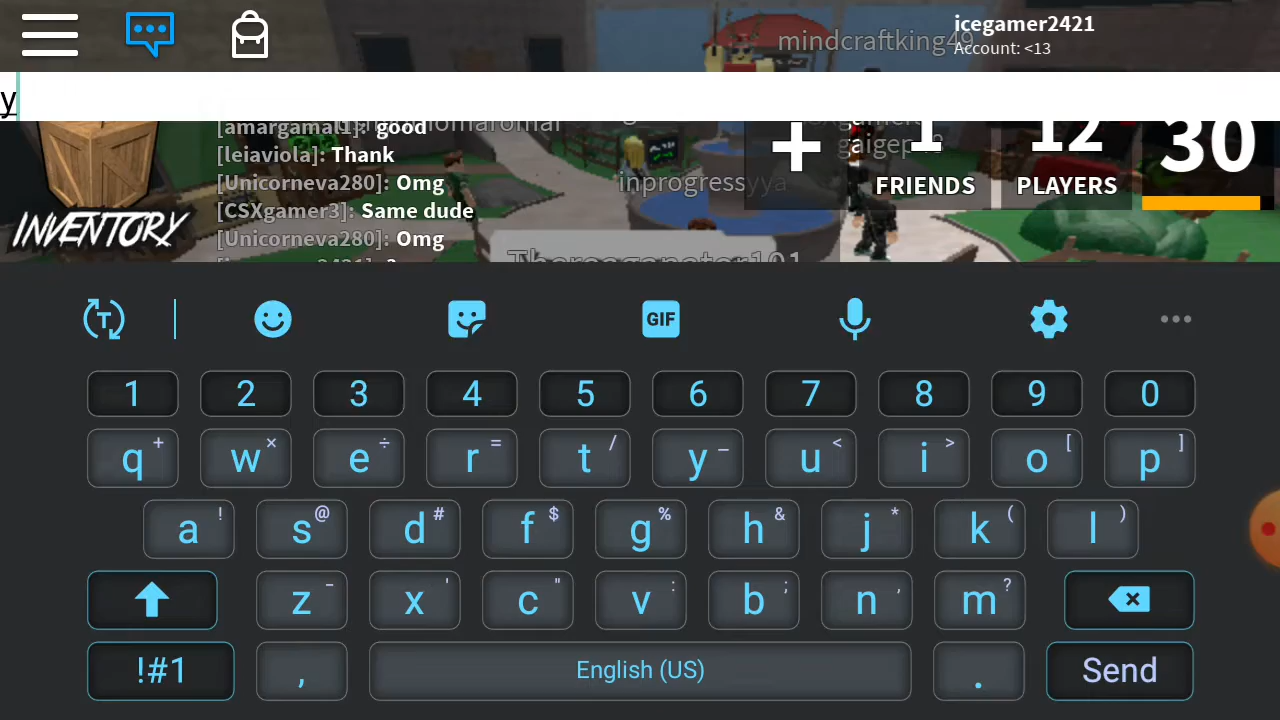 icegamer2421
Account: <13
mindcraftking49
y
[amargamal1]: good
[leiaviola]: Thank
[Unicorneva280]: Omg
[CSXgamer3]: Same dude
[Unicorneva280]: Omg
inprogressyya
INVENTORY
+
1
FRIENDS
12
PLAYERS
30
GIF
1 2 3 4 5 6 7 8 9 0
q + w × e ÷ r = t / y _ u < i > o [ p ]
a ! s @ d # f $ g % h & j * k ( l )
z - x ' c " v : b ; n , m ?
!#1 , English (US) . Send